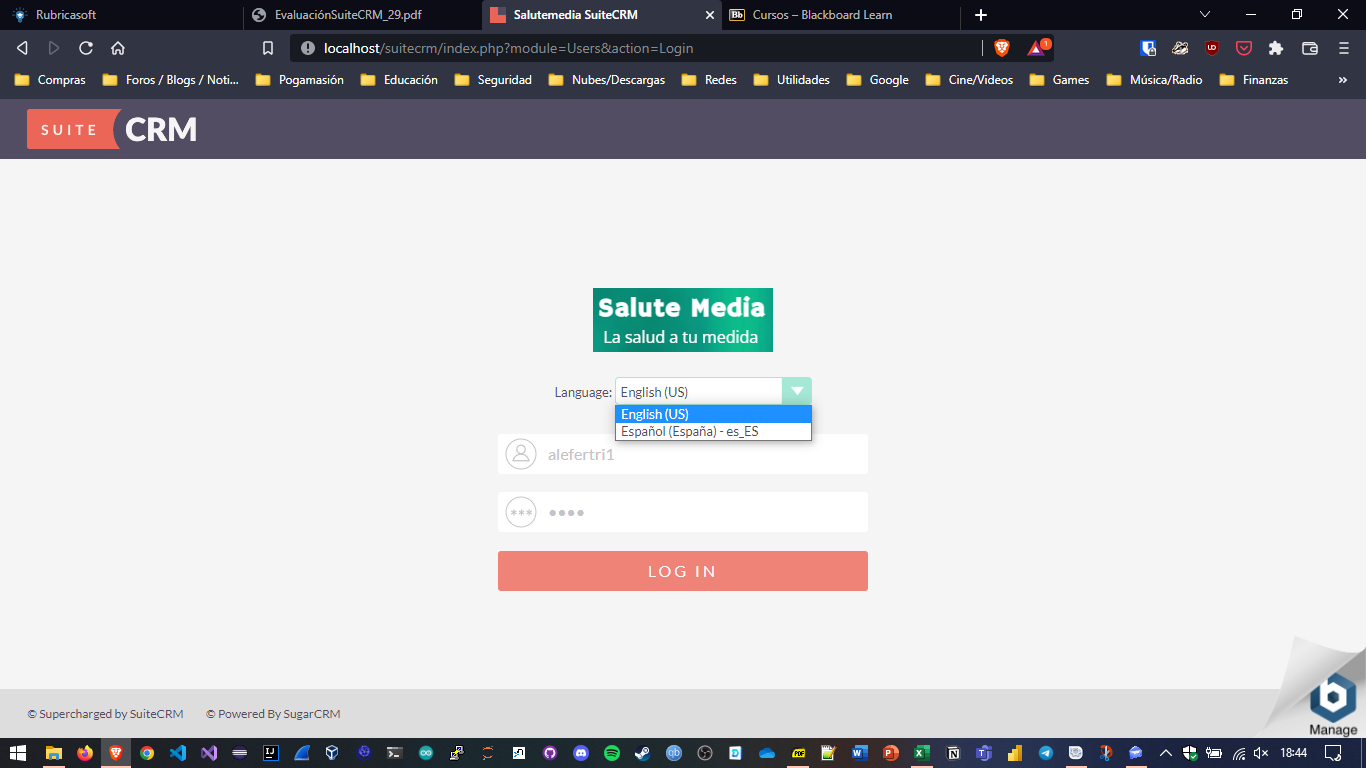 Rubricasoft
EvaluaciónSuiteCRM_29.pdf
Salutemedia SuiteCRM
Bb
Cursos – Blackboard Learn
localhost/suitecrm/index.php?module=Users&action=Login
1
Compras
Foros / Blogs / Noti...
Pogamasión
Educación
Seguridad
Nubes/Descargas
Redes
Utilidades
Google
Cine/Videos
Games
Música/Radio
Finanzas
SUITE CRM
Salute Media
La salud a tu medida
Language: English (US)
English (US)
Español (España) - es_ES
alefertri1
***
••••
LOG IN
© Supercharged by SuiteCRM
© Powered By SugarCRM
Manage
18:44